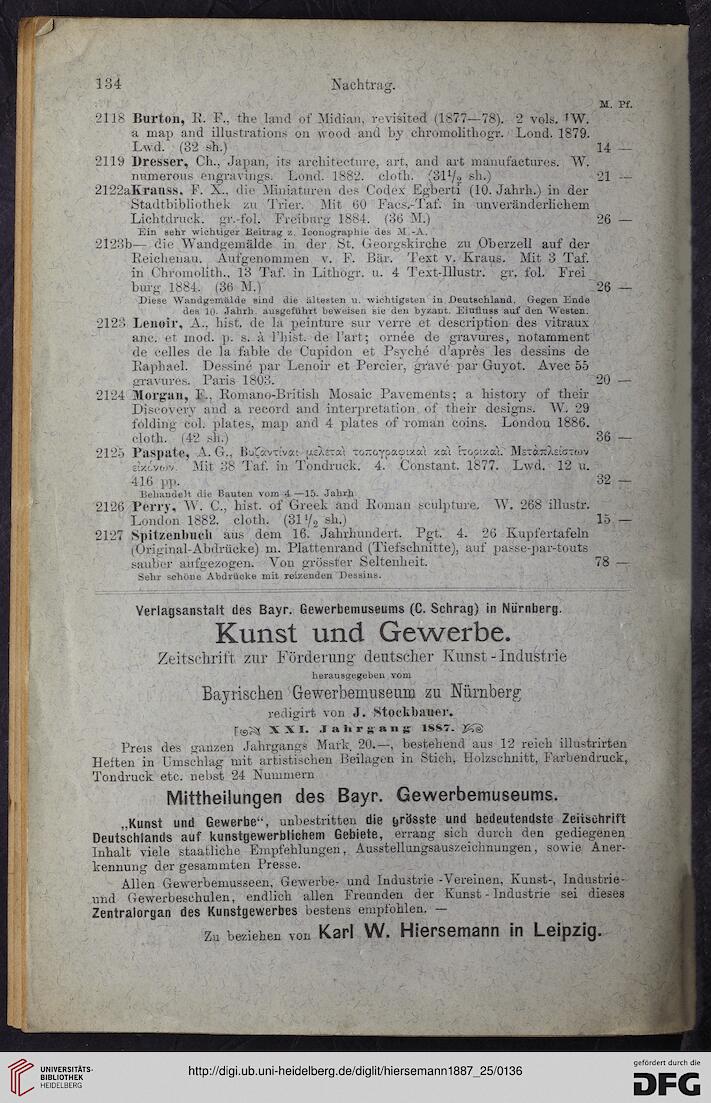 134 Nachtrag.
M. Pf.
2118 Burton, R. F., the land of Midian, revisited (1877—78). 2 vols. W.
a map and illustrations on wood and by chromolithogr. Lond. 1879.
Lwd. (32 sh.) 14 —
2119 Dresser, Ch., Japan, its architecture, art, and art manufactures. W.
numerous engravings. Lond. 1882. cloth. (31½ sh.) 21 —
2122a Krauss. F. X., die Miniaturen des Codex Egberti (10. Jahrh.) in der
Stadtbibliothek zu Trier. Mit 60 Facs.-Taf. in unveränderlichem
Lichtdruck. gr.-fol. Freiburg 1884. (36 M.) 26 —
Ein sehr wichtiger Beitrag z. Iconographie des M.-A.
2123b — die Wandgemälde in der St. Georgskirche zu Oberzell auf der
Reichenau. Aufgenommen v. F. Bär. Text v. Kraus. Mit 3 Taf.
in Chromolith., 13 Taf. in Lithogr. u. 4 Text-Illustr. gr. fol. Frei
burg 1884. (36 M.) 26 —
Diese Wandgemälde sind die ältesten u. wichtigsten in Deutschland. Gegen Ende
des 10. Jahrh. ausgeführt beweisen sie den byzant. Einfluss auf den Westen.
2123 Lenoir, A., hist. de la peinture sur verre et description des vitraux
anc. et mod. p. s. à l'hist. de l'art; ornée de gravures, notamment
de celles de la fable de Cupidon et Psyché d'après les dessins de
Raphael. Dessiné par Lenoir et Percier, gravé par Guyot. Avec 55
gravures. Paris 1803. 20 —
2124 Morgan, F., Romano-British Mosaic Pavements; a history of their
Discovery and a record and interpretation of their designs. W. 29
folding col. plates, map and 4 plates of roman coins. London 1886.
cloth. (42 sh.) 36 —
2125 Paspate, A. G., Βυζαντιναὶ μελεταὶ τοπογραφικαὶ καὶ ἱστορικαί. Μετὰ πλείστων
εἰκόνων. Mit 38 Taf. in Tondruck. 4. Constant. 1877. Lwd. 12 u.
416 pp. 32 —
Behandelt die Bauten vom 4.—15. Jahrh
2126 Perry, W. C., hist. of Greek and Roman sculpture. W. 268 illustr.
London 1882. cloth. (31½ sh.) 15 —
2127 Spitzenbuch aus dem 16. Jahrhundert. Pgt. 4. 26 Kupfertafeln
(Original-Abdrücke) m. Plattenrand (Tiefschnitte), auf passe-par-touts
sauber aufgezogen. Von grösster Seltenheit. 78 —
Sehr schöne Abdrücke mit reizenden Dessins.
Verlagsanstalt des Bayr. Gewerbemuseums (C. Schrag) in Nürnberg.
Kunst und Gewerbe.
Zeitschrift zur Förderung deutscher Kunst-Industrie
herausgegeben vom
Bayrischen Gewerbemuseum zu Nürnberg
redigirt von J. Stockbauer.
XXI. Jahrgang 1887.
Preis des ganzen Jahrgangs Mark 20.—, bestehend aus 12 reich illustrirten
Heften in Umschlag mit artistischen Beilagen in Stich, Holzschnitt, Farbendruck,
Tondruck etc. nebst 24 Nummern
Mittheilungen des Bayr. Gewerbemuseums.
„Kunst und Gewerbe“, unbestritten die grösste und bedeutendste Zeitschrift
Deutschlands auf kunstgewerblichem Gebiete, errang sich durch den gediegenen
Inhalt viele staatliche Empfehlungen, Ausstellungsauszeichnungen, sowie Aner-
kennung der gesammten Presse.
Allen Gewerbemusseen, Gewerbe- und Industrie-Vereinen, Kunst-, Industrie-
und Gewerbeschulen, endlich allen Freunden der Kunst-Industrie sei dieses
Zentralorgan des Kunstgewerbes bestens empfohlen. —
Zu beziehen von Karl W. Hiersemann in Leipzig.
UNIVERSITÄTS-
BIBLIOTHEK
HEIDELBERG
http://digi.ub.uni-heidelberg.de/diglit/hiersemann1887_25/0136
gefördert durch die
DFG